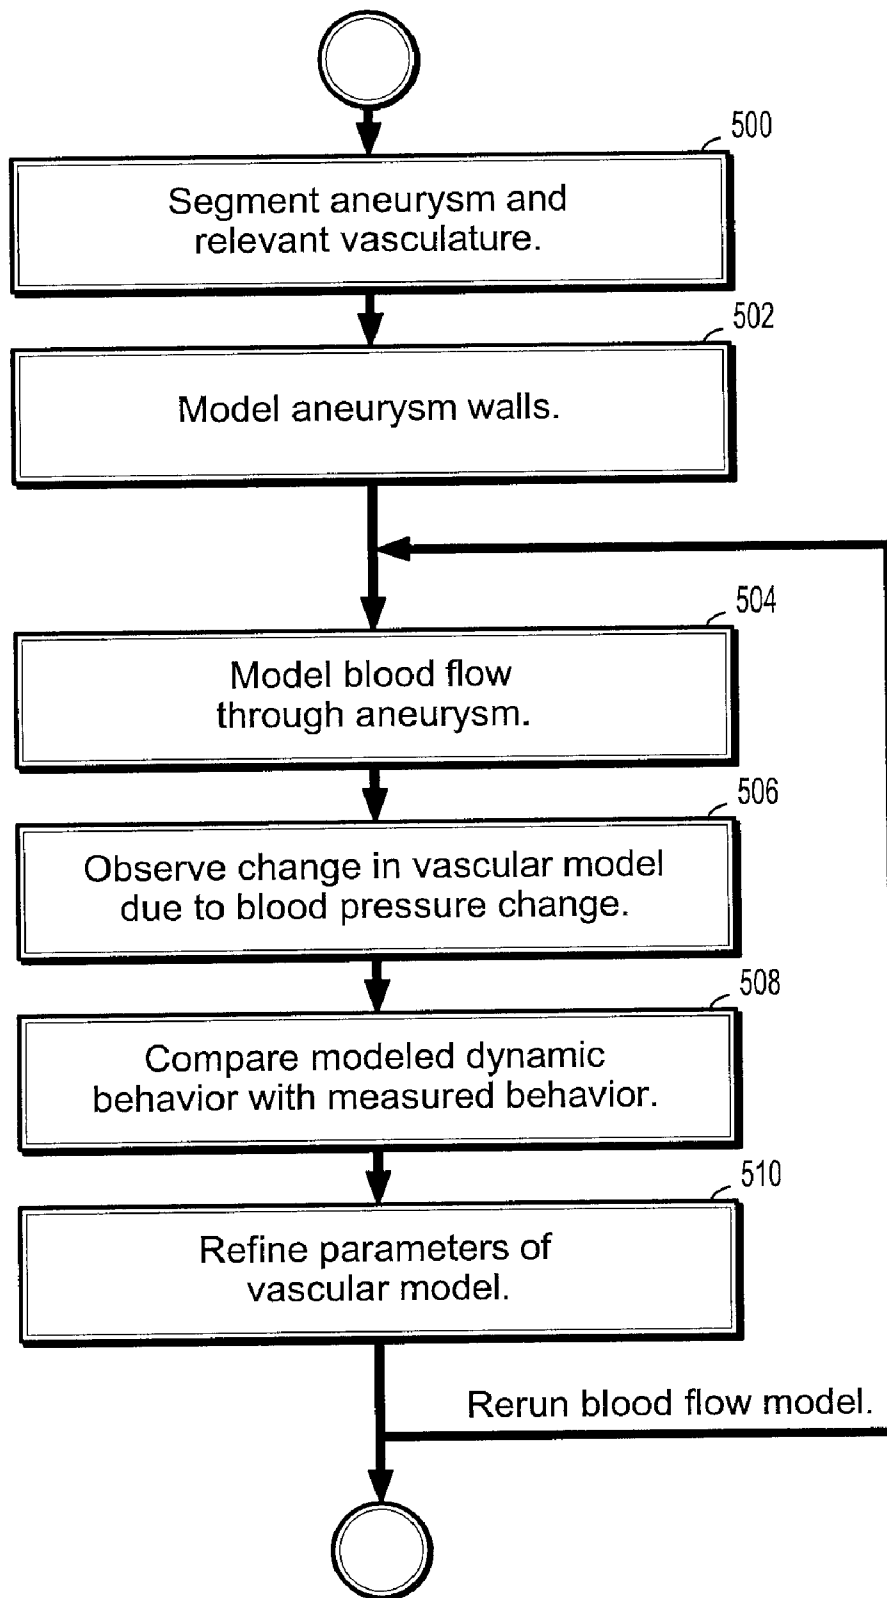 500
Segment aneurysm and
relevant vasculature.
502
Model aneurysm walls.
504
Model blood flow
through aneurysm.
506
Observe change in vascular model
due to blood pressure change.
508
Compare modeled dynamic
behavior with measured behavior.
510
Refine parameters of
vascular model.
Rerun blood flow model.